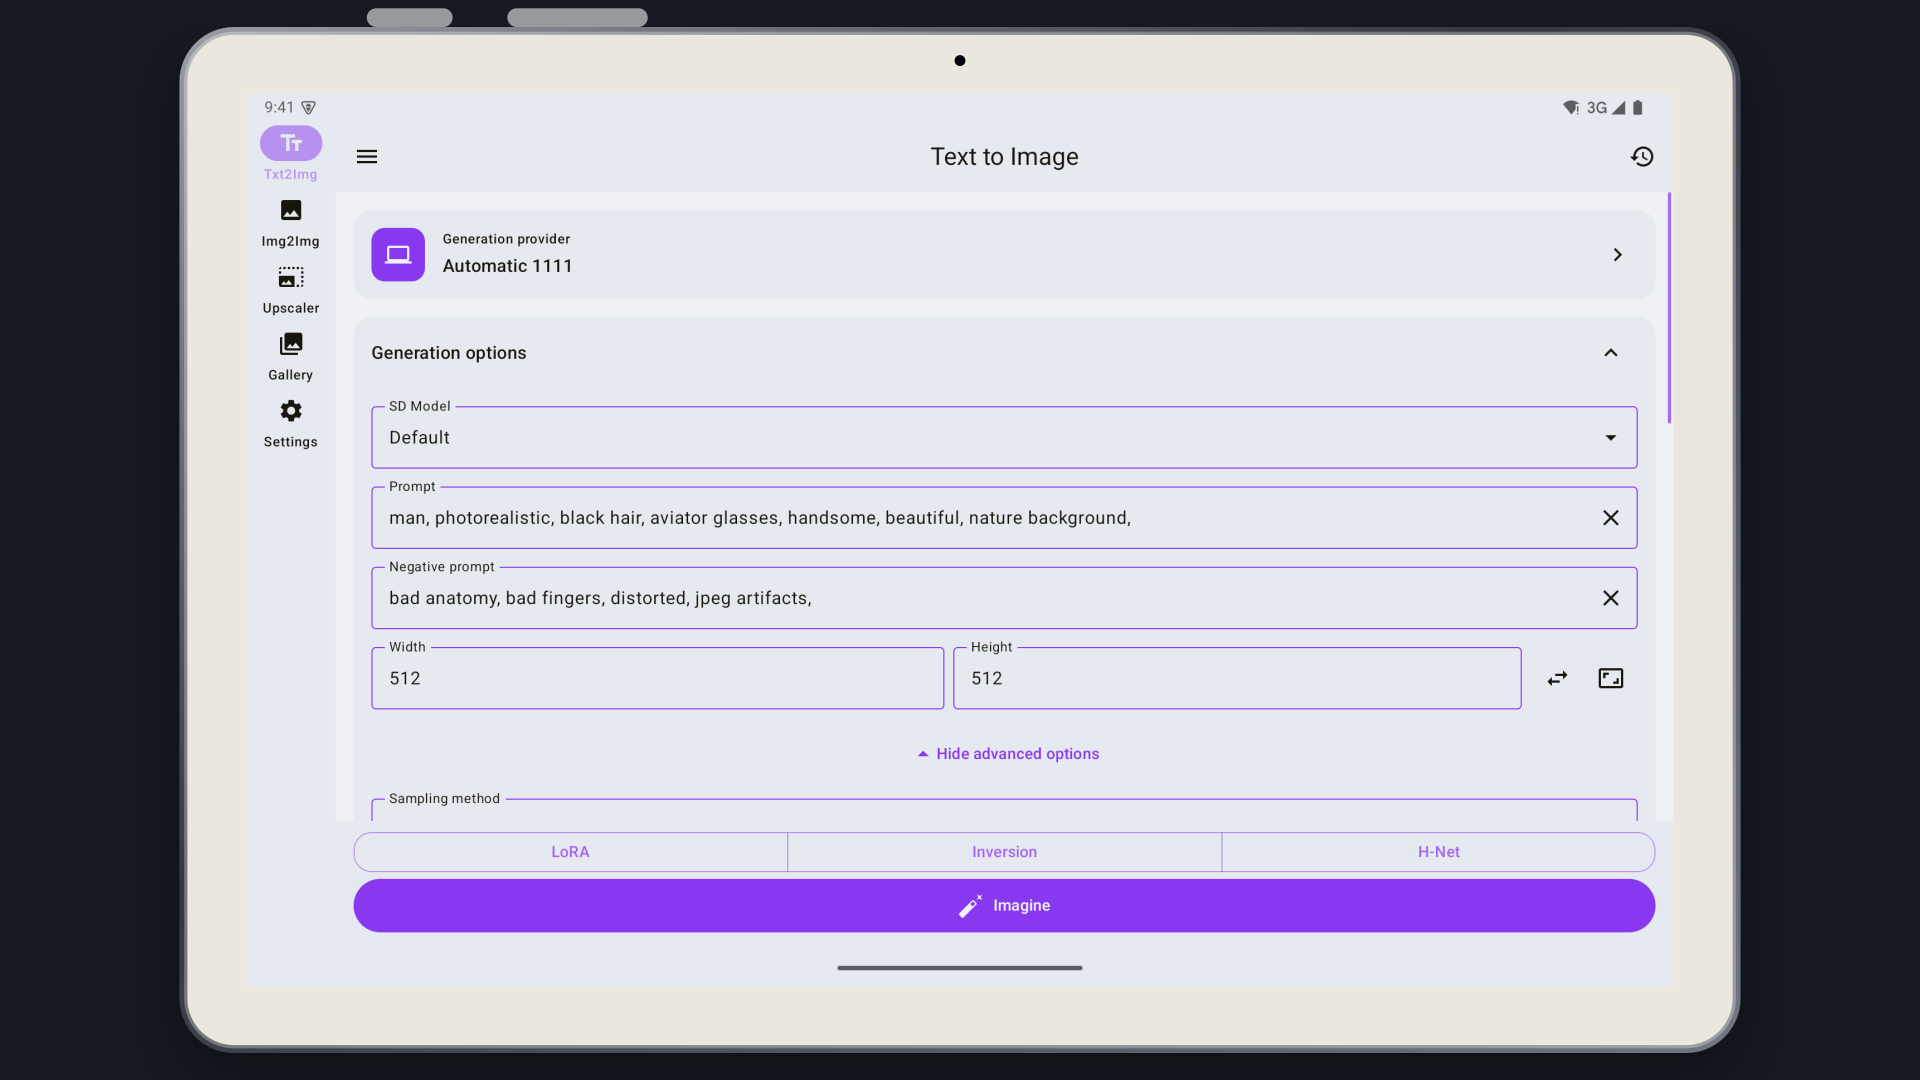 9:41
3G
Txt2Img
Img2Img
Upscaler
Gallery
Settings
Text to Image
Generation provider
Automatic 1111
Generation options
SD Model
Default
Prompt
man, photorealistic, black hair, aviator glasses, handsome, beautiful, nature background,
Negative prompt
bad anatomy, bad fingers, distorted, jpeg artifacts,
Width
512
Height
512
Hide advanced options
Sampling method
LoRA
Inversion
H-Net
Imagine